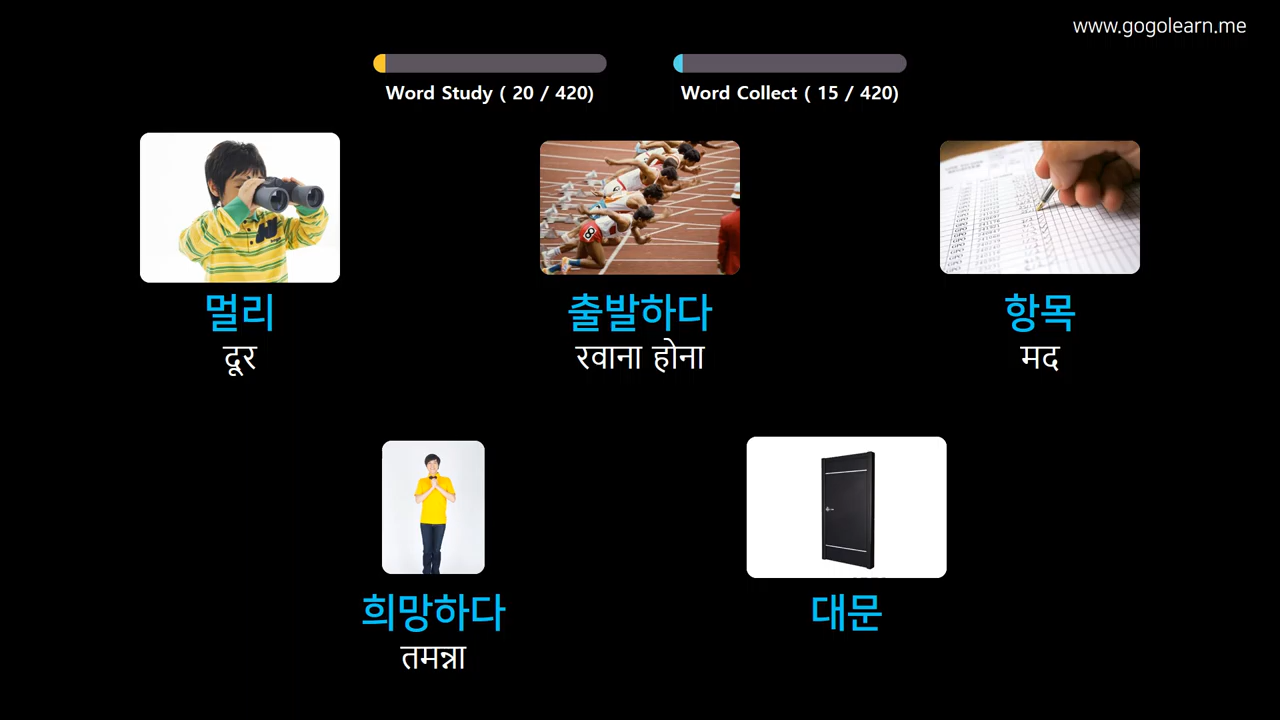 www.gogolearn.me
Word Study ( 20 / 420)
Word Collect ( 15 / 420)
멀리
दूर
출발하다
रवाना होना
항목
मद
희망하다
तमन्ना
대문